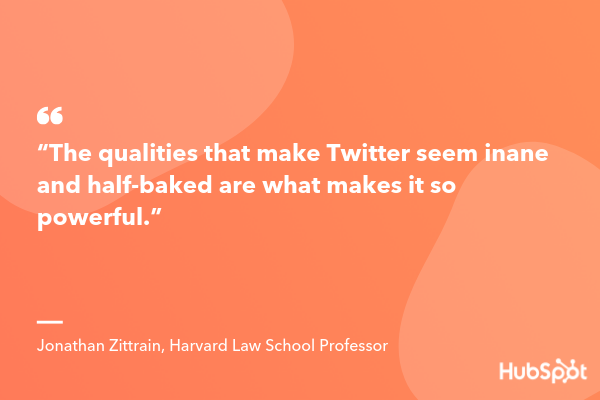 “
“The qualities that make Twitter seem inane
and half-baked are what makes it so
powerful.”
Jonathan Zittrain, Harvard Law School Professor
HubSpot